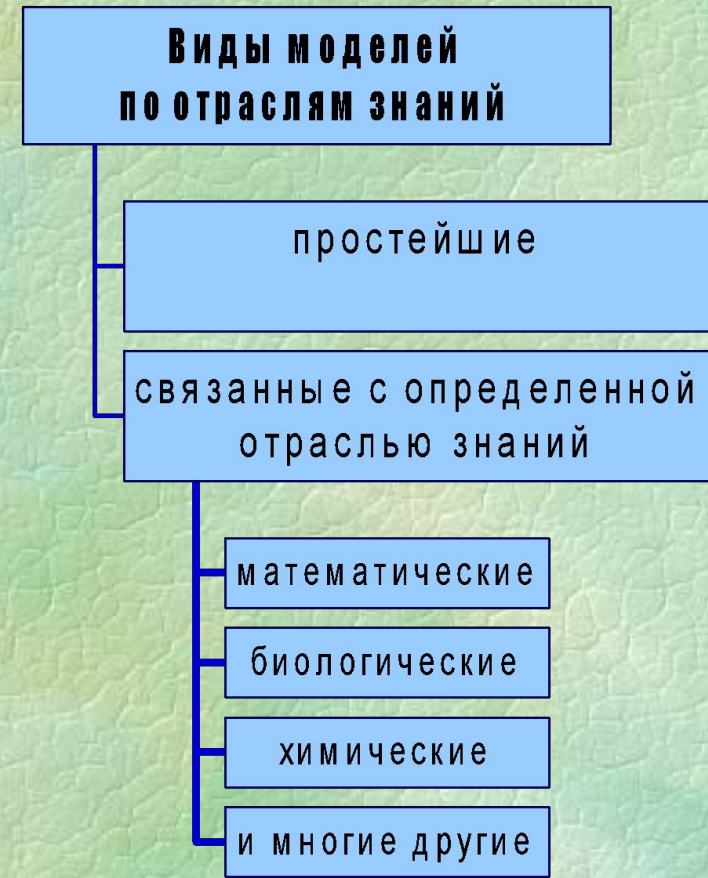 Виды моделей
по отраслям знаний
простейшие
связанные с определенной
отраслью знаний
математические
биологические
химические
и многие другие